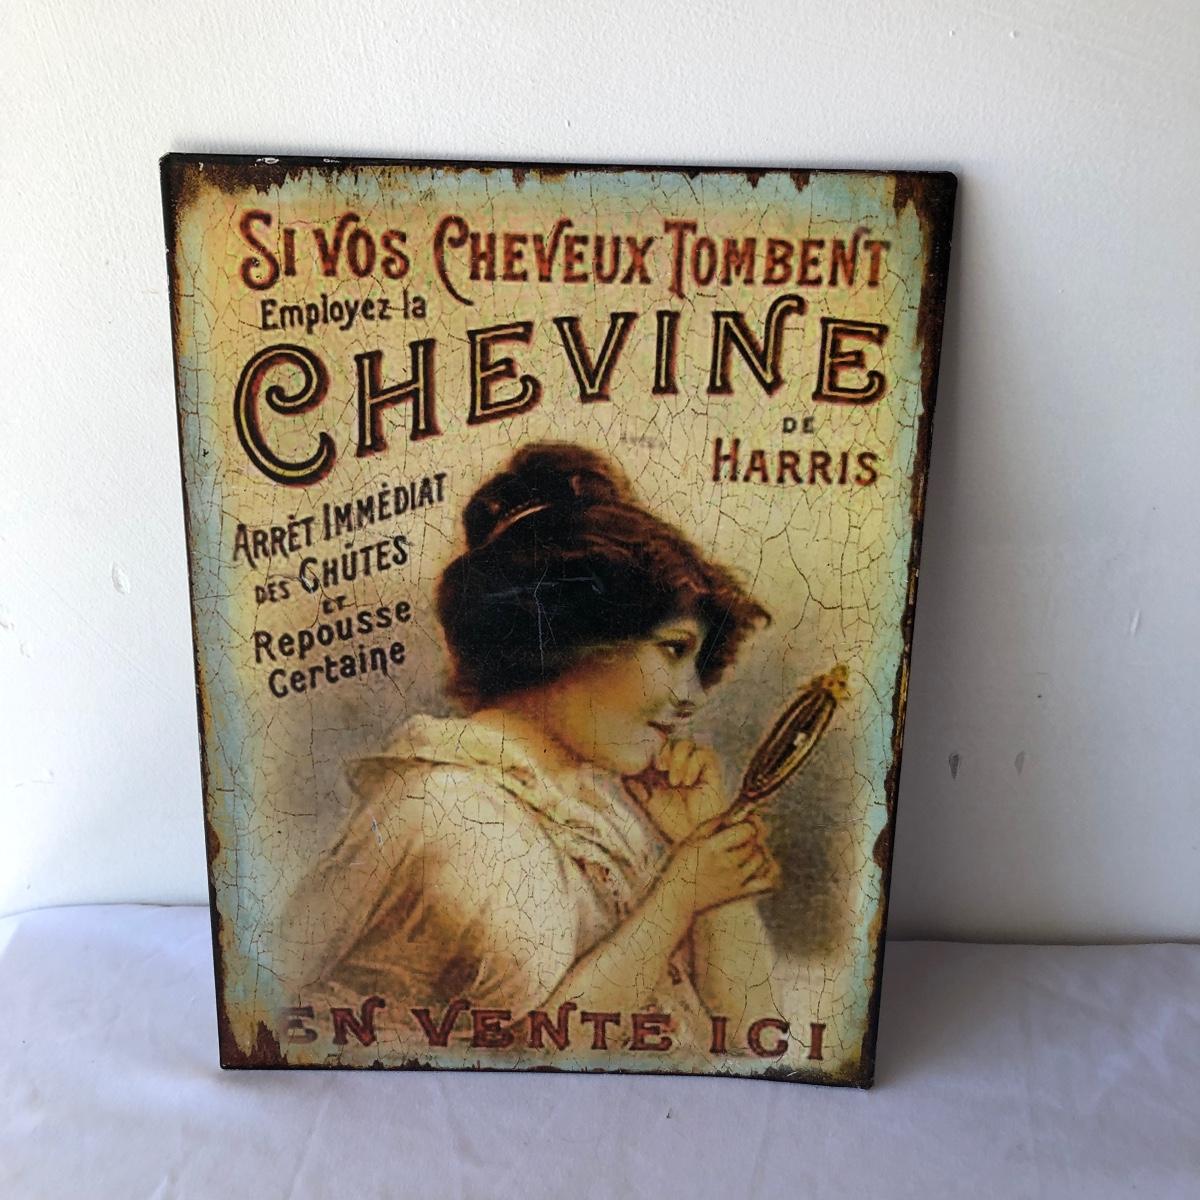 SI VOS CHEVEUX TOMBENT
Employez la
CHEVINE
DE
HARRIS
ARRÊT IMMÉDIAT
DES CHÛTES
ET
Repousse
Certaine
EN VENTE ICI